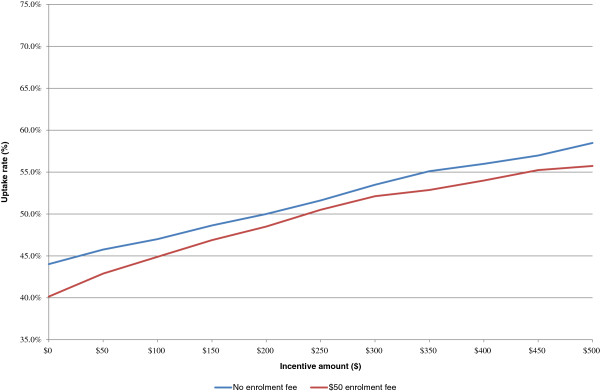 75.0%
70.0%
65.0%
60.0%
55.0%
50.0%
45.0%
40.0%
35.0%
Uptake rate (%)
$0 $50 $100 $150 $200 $250 $300 $350 $400 $450 $500
Incentive amount ($)
No enrolment fee $50 enrolment fee